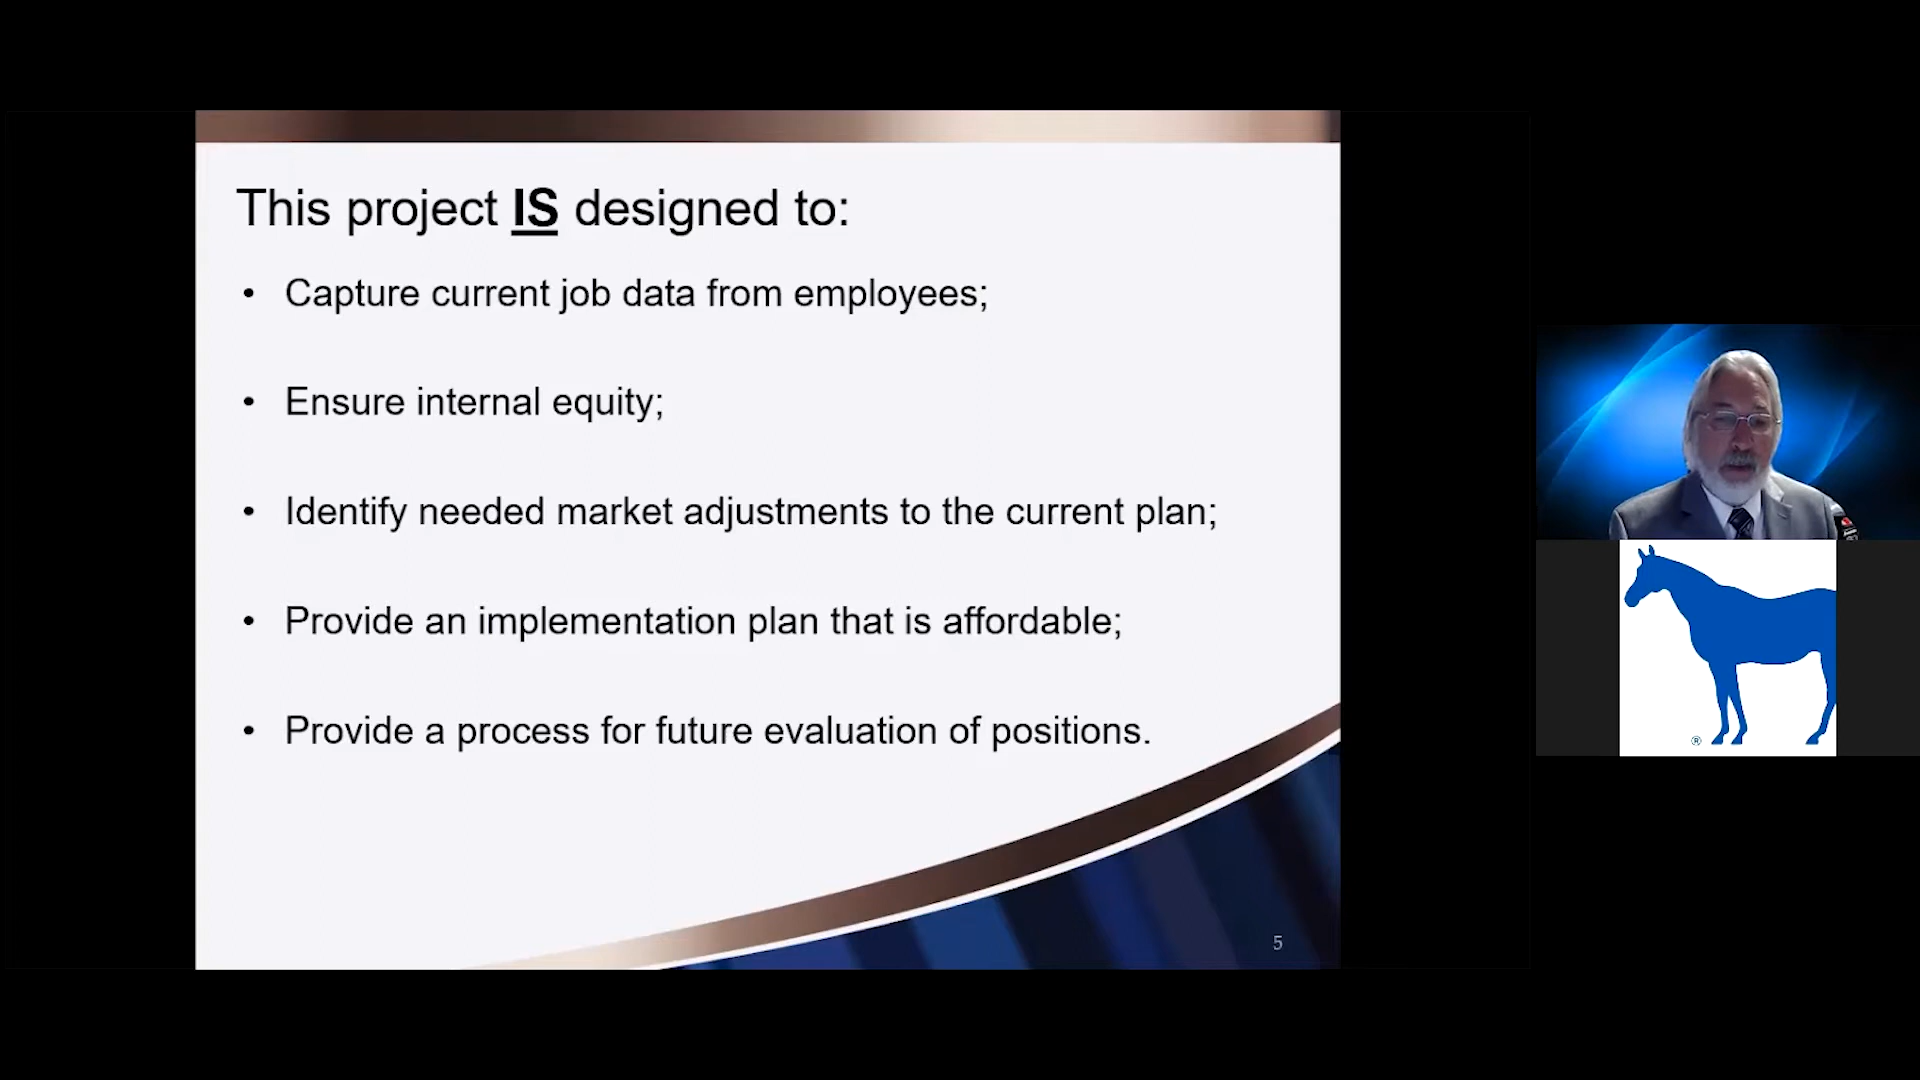 This project IS designed to:
• Capture current job data from employees;
• Ensure internal equity;
• Identify needed market adjustments to the current plan;
• Provide an implementation plan that is affordable;
• Provide a process for future evaluation of positions.
5
®